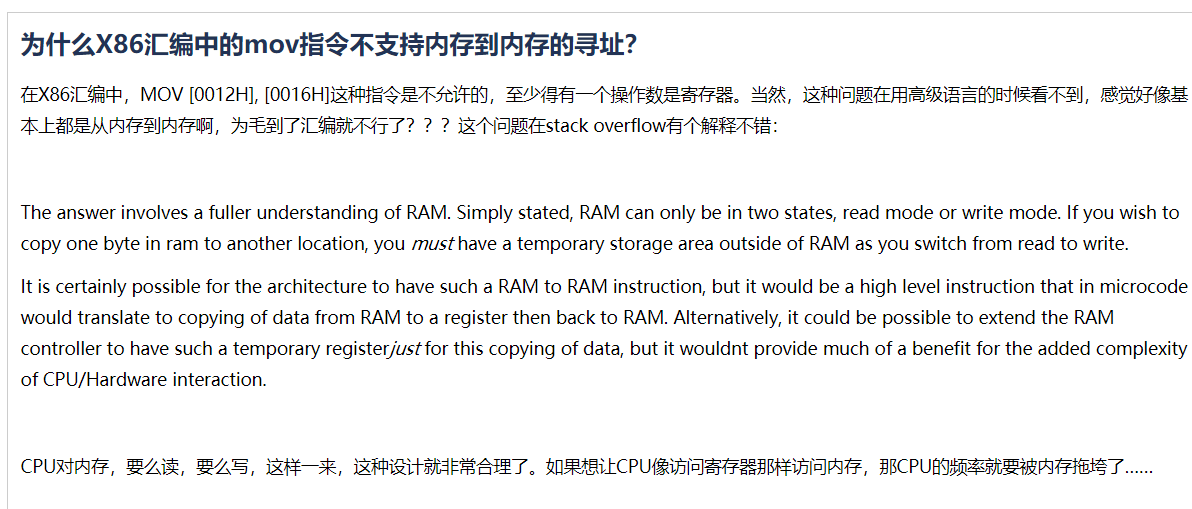 为什么X86汇编中的mov指令不支持内存到内存的寻址？
在X86汇编中，MOV [0012H], [0016H]这种指令是不允许的，至少得有一个操作数是寄存器。当然，这种问题在用高级语言的时候看不到，感觉好像基
本上都是从内存到内存啊，为毛到了汇编就不行了？？？这个问题在stack overflow有个解释不错：
The answer involves a fuller understanding of RAM. Simply stated, RAM can only be in two states, read mode or write mode. If you wish to
copy one byte in ram to another location, you must have a temporary storage area outside of RAM as you switch from read to write.
It is certainly possible for the architecture to have such a RAM to RAM instruction, but it would be a high level instruction that in microcode
would translate to copying of data from RAM to a register then back to RAM. Alternatively, it could be possible to extend the RAM
controller to have such a temporary registerjust for this copying of data, but it wouldnt provide much of a benefit for the added complexity
of CPU/Hardware interaction.
CPU对内存，要么读，要么写，这样一来，这种设计就非常合理了。如果想让CPU像访问寄存器那样访问内存，那CPU的频率就要被内存拖垮了......